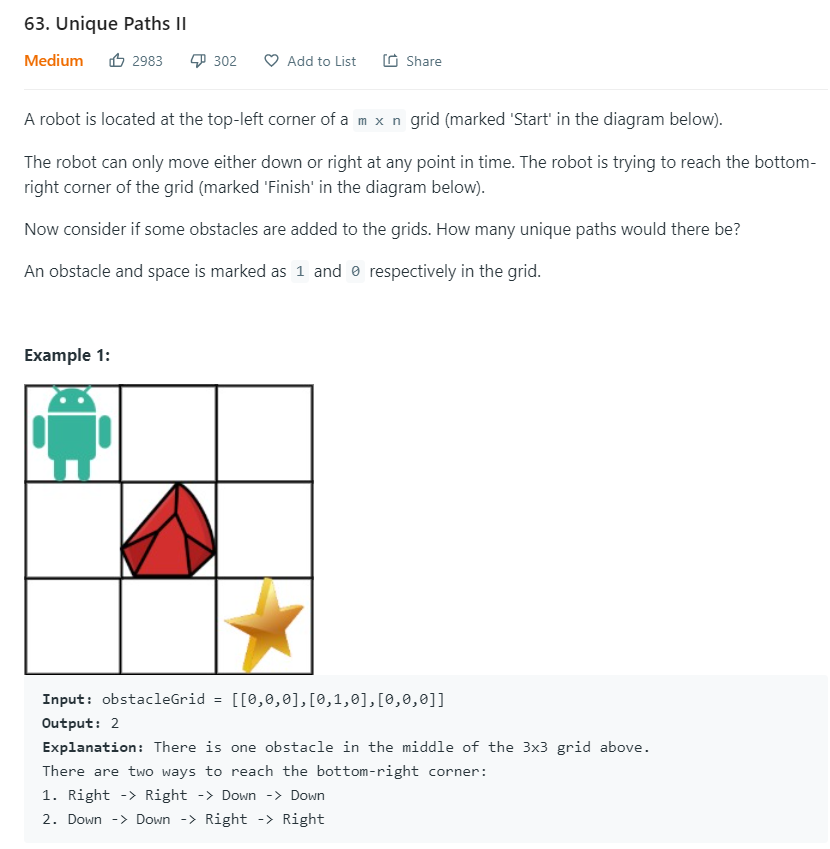 63. Unique Paths II
Medium 2983 302 Add to List Share
A robot is located at the top-left corner of a m x n grid (marked 'Start' in the diagram below).
The robot can only move either down or right at any point in time. The robot is trying to reach the bottom-
right corner of the grid (marked 'Finish' in the diagram below).
Now consider if some obstacles are added to the grids. How many unique paths would there be?
An obstacle and space is marked as 1 and 0 respectively in the grid.
Example 1:
Input: obstacleGrid = [[0,0,0],[0,1,0],[0,0,0]]
Output: 2
Explanation: There is one obstacle in the middle of the 3x3 grid above.
There are two ways to reach the bottom-right corner:
1. Right -> Right -> Down -> Down
2. Down -> Down -> Right -> Right